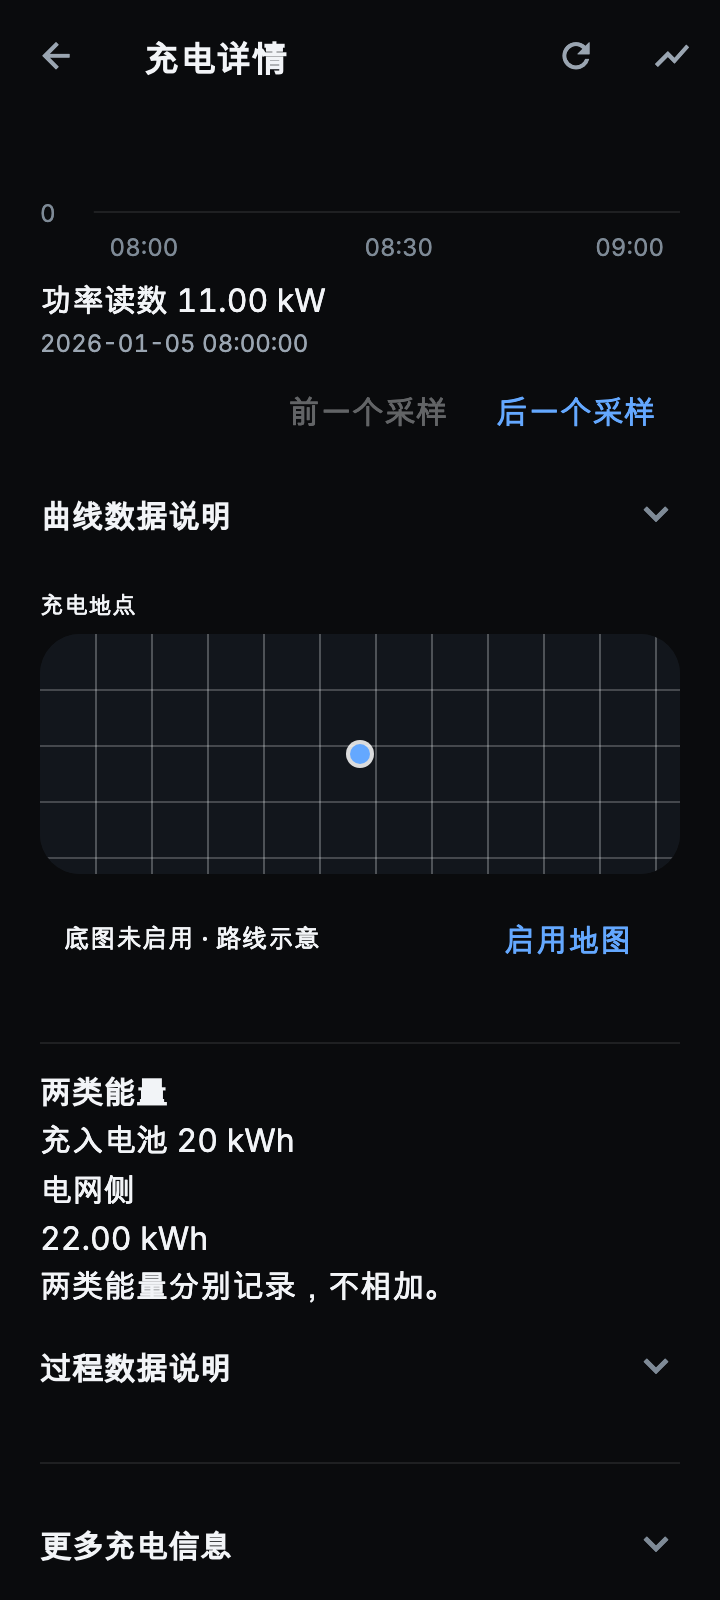 充电详情
0
08:00 08:30 09:00
功率读数 11.00 kW
2026-01-05 08:00:00
前一个采样 后一个采样
曲线数据说明
充电地点
底图未启用 · 路线示意 启用地图
两类能量
充入电池 20 kWh
电网侧
22.00 kWh
两类能量分别记录，不相加。
过程数据说明
更多充电信息